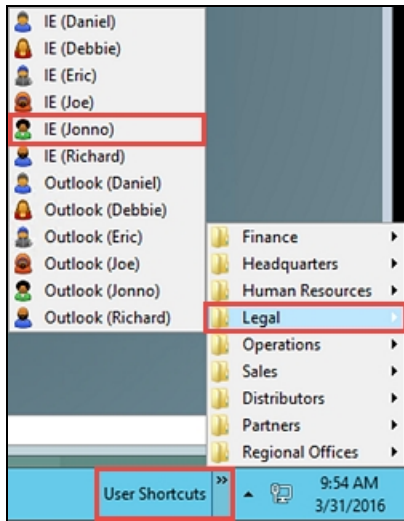 IE (Daniel)
IE (Debbie)
IE (Eric)
IE (Joe)
IE (Jonno)
IE (Richard)
Outlook (Daniel)
Outlook (Debbie)
Outlook (Eric)
Outlook (Joe)
Outlook (Jonno)
Outlook (Richard)
Finance
Headquarters
Human Resources
Legal
Operations
Sales
Distributors
Partners
Regional Offices
User Shortcuts »
9:54 AM
3/31/2016